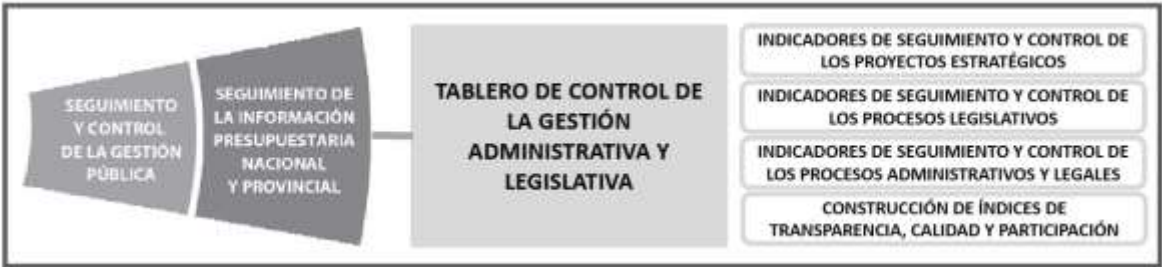 SEGUIMIENTO
Y CONTROL
DE LA GESTIÓN
PÚBLICA
SEGUIMIENTO DE
LA INFORMACIÓN
PRESUPUESTARIA
NACIONAL
Y PROVINCIAL
TABLERO DE CONTROL DE
LA GESTIÓN
ADMINISTRATIVA Y
LEGISLATIVA
INDICADORES DE SEGUIMIENTO Y CONTROL DE
LOS PROYECTOS ESTRATÉGICOS
INDICADORES DE SEGUIMIENTO Y CONTROL DE
LOS PROCESOS LEGISLATIVOS
INDICADORES DE SEGUIMIENTO Y CONTROL DE
LOS PROCESOS ADMINISTRATIVOS Y LEGALES
CONSTRUCCIÓN DE ÍNDICES DE
TRANSPARENCIA, CALIDAD Y PARTICIPACIÓN